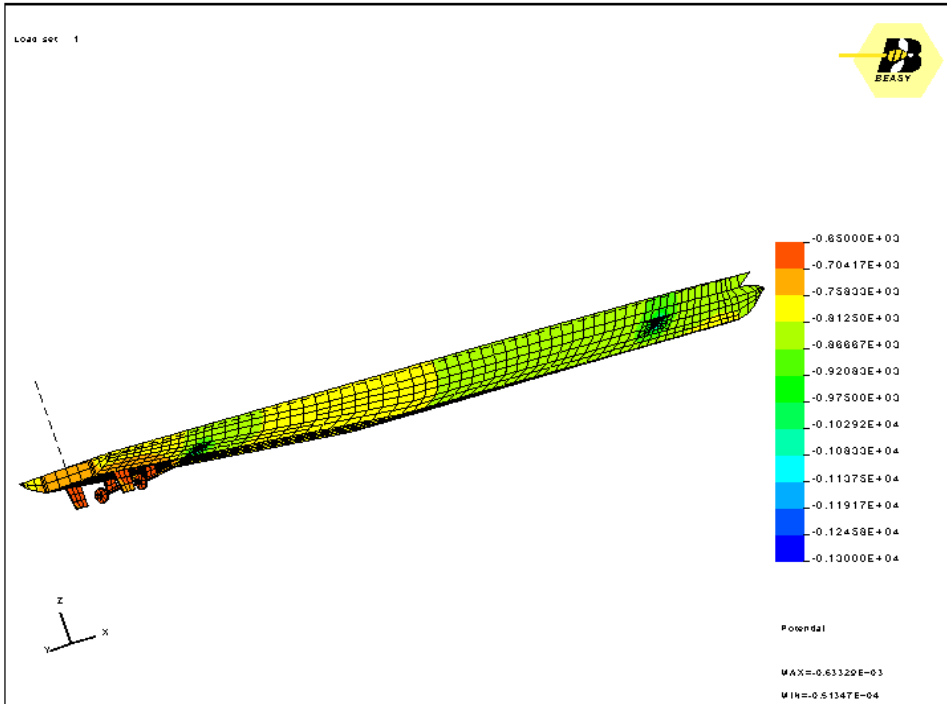 Load set 1
BEASY
-0.65000E+03
-0.70417E+03
-0.75833E+03
-0.81250E+03
-0.86667E+03
-0.92083E+03
-0.97500E+03
-0.10292E+04
-0.10833E+04
-0.11375E+04
-0.11917E+04
-0.12458E+04
-0.13000E+04
Z
X
Y
Potential
MAX=-0.63329E-03
MIN=-0.51347E-04